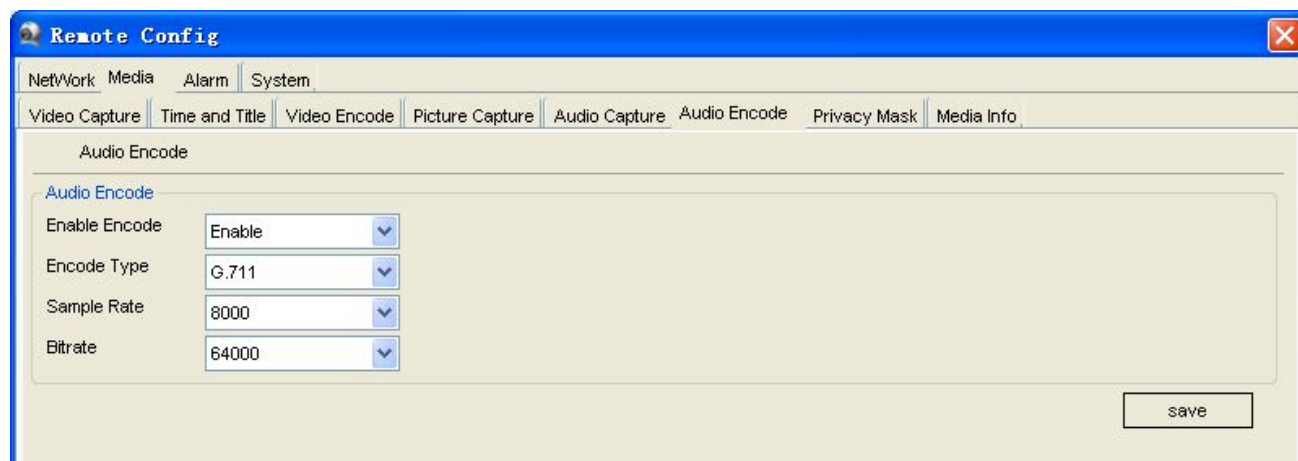 Remote Config
NetWork Media Alarm System
Video Capture Time and Title Video Encode Picture Capture Audio Capture Audio Encode Privacy Mask Media Info
Audio Encode
Audio Encode
Enable Encode Enable
Encode Type G.711
Sample Rate 8000
Bitrate 64000
save